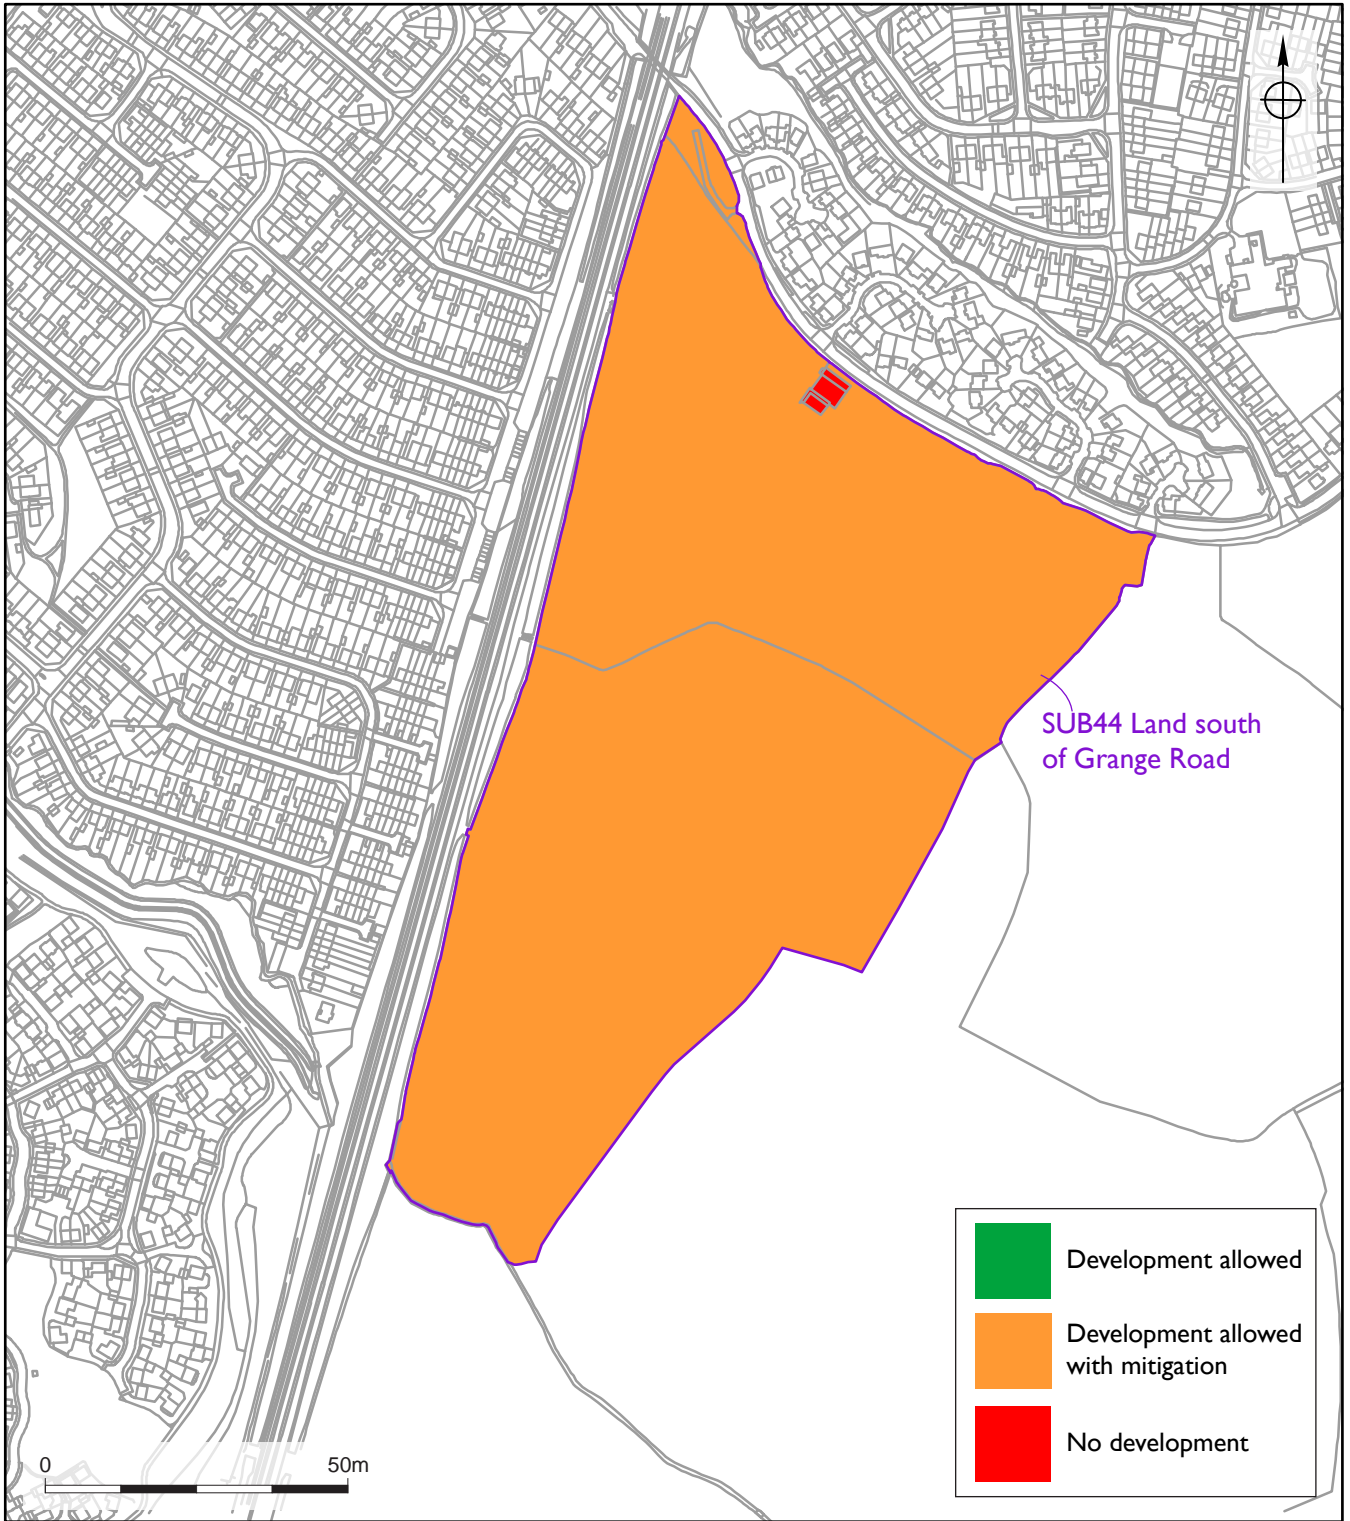 SUB44 Land south
of Grange Road
Development allowed
Development allowed
with mitigation
No development
0 50m